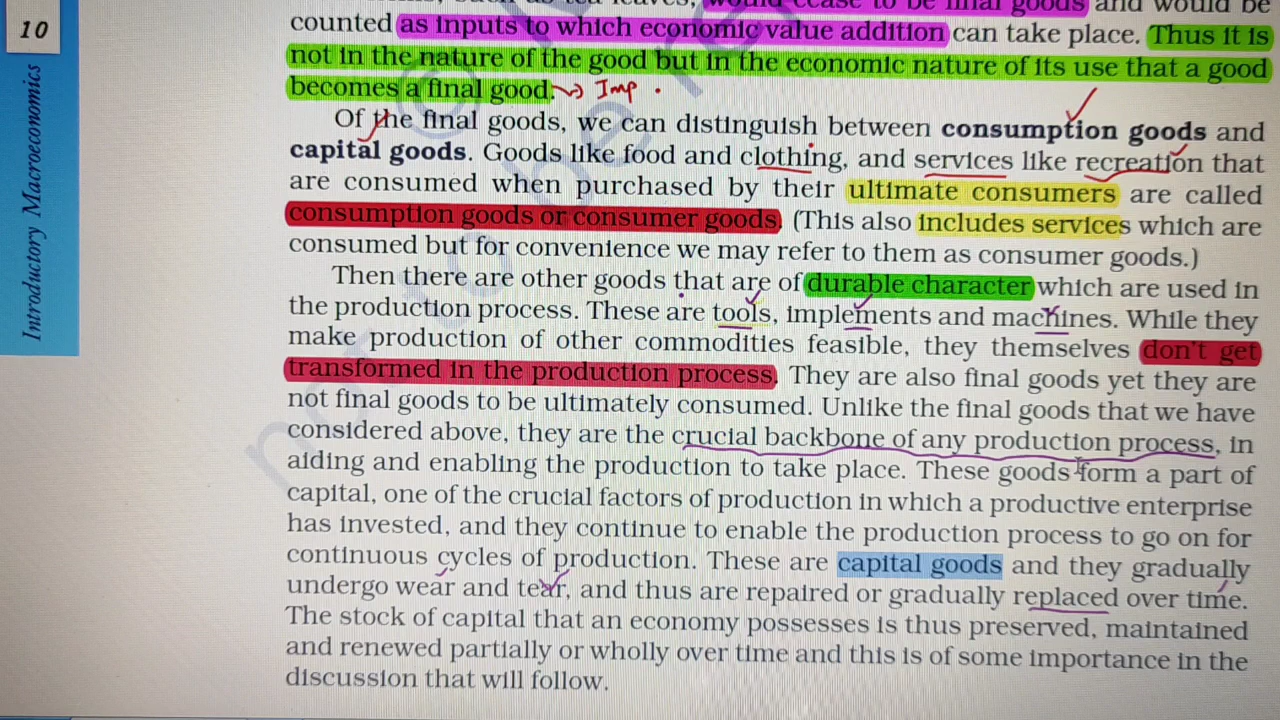 10
Introductory Macroeconomics
would cease to be final goods and would be
counted as inputs to which economic value addition can take place. Thus it is
not in the nature of the good but in the economic nature of its use that a good
becomes a final good. → Imp .
Of the final goods, we can distinguish between consumption goods and
capital goods. Goods like food and clothing, and services like recreation that
are consumed when purchased by their ultimate consumers are called
consumption goods or consumer goods. (This also includes services which are
consumed but for convenience we may refer to them as consumer goods.)
Then there are other goods that are of durable character which are used in
the production process. These are tools, implements and machines. While they
make production of other commodities feasible, they themselves don't get
transformed in the production process. They are also final goods yet they are
not final goods to be ultimately consumed. Unlike the final goods that we have
considered above, they are the crucial backbone of any production process, in
aiding and enabling the production to take place. These goods form a part of
capital, one of the crucial factors of production in which a productive enterprise
has invested, and they continue to enable the production process to go on for
continuous cycles of production. These are capital goods and they gradually
undergo wear and tear, and thus are repaired or gradually replaced over time.
The stock of capital that an economy possesses is thus preserved, maintained
and renewed partially or wholly over time and this is of some importance in the
discussion that will follow.